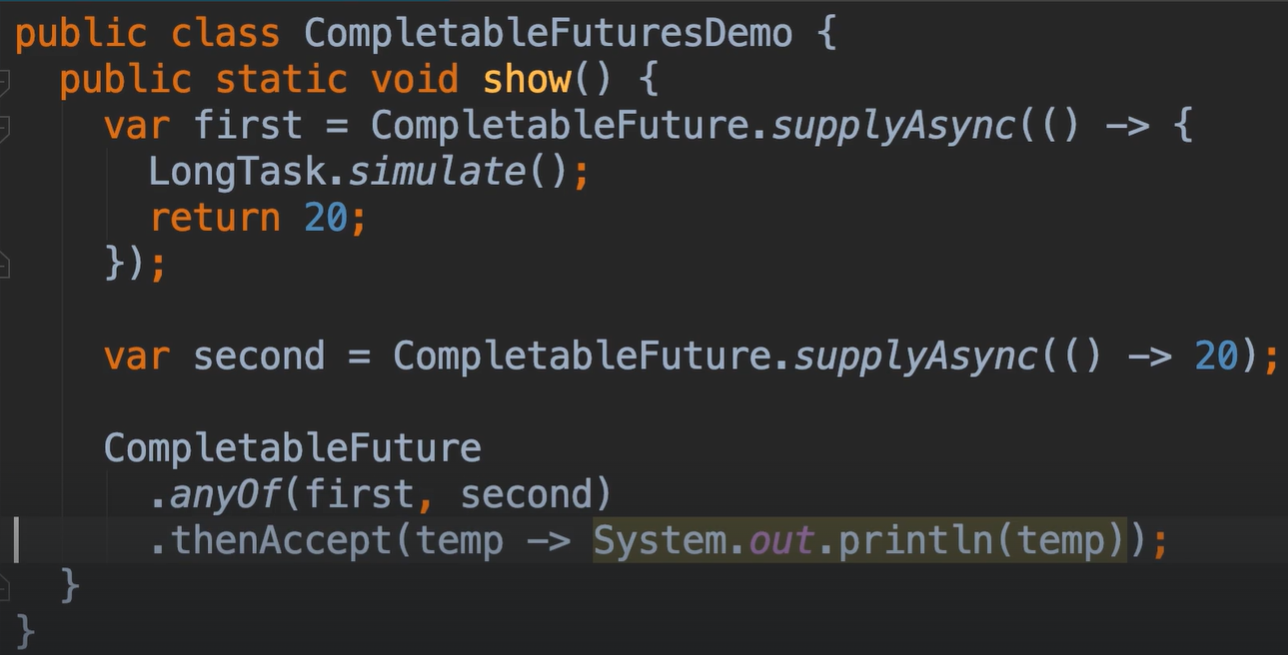 public class CompletableFuturesDemo {
public static void show() {
var first = CompletableFuture.supplyAsync(() -> {
LongTask.simulate();
return 20;
});
var second = CompletableFuture.supplyAsync(() -> 20);
CompletableFuture
.anyOf(first, second)
.thenAccept(temp -> System.out.println(temp));
}
}